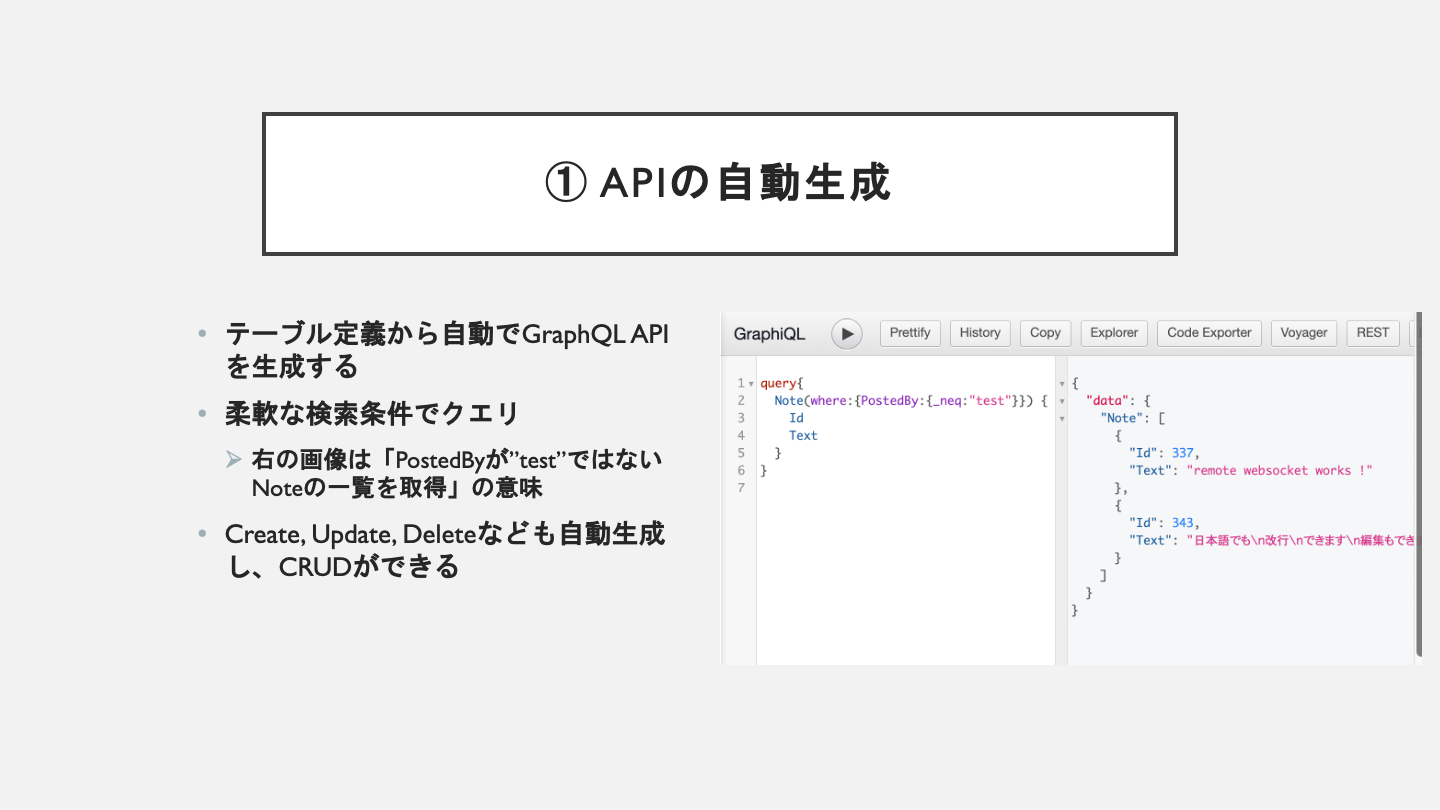 ① APIの自動生成
• テーブル定義から自動でGraphQL API
を生成する
• 柔軟な検索条件でクエリ
➢ 右の画像は「PostedByが”test”ではない
Noteの一覧を取得」の意味
• Create, Update, Deleteなども自動生成
し、CRUDができる
GraphiQL Prettify History Copy Explorer Code Exporter Voyager REST
1 query{
2 Note(where:{PostedBy:{_neq:"test"}}) {
3 Id
4 Text
5 }
6 }
7
{
"data": {
"Note": [
{
"Id": 337,
"Text": "remote websocket works !"
},
{
"Id": 343,
"Text": "日本語でも\n改行\nできます\n編集もでき
}
]
}
}